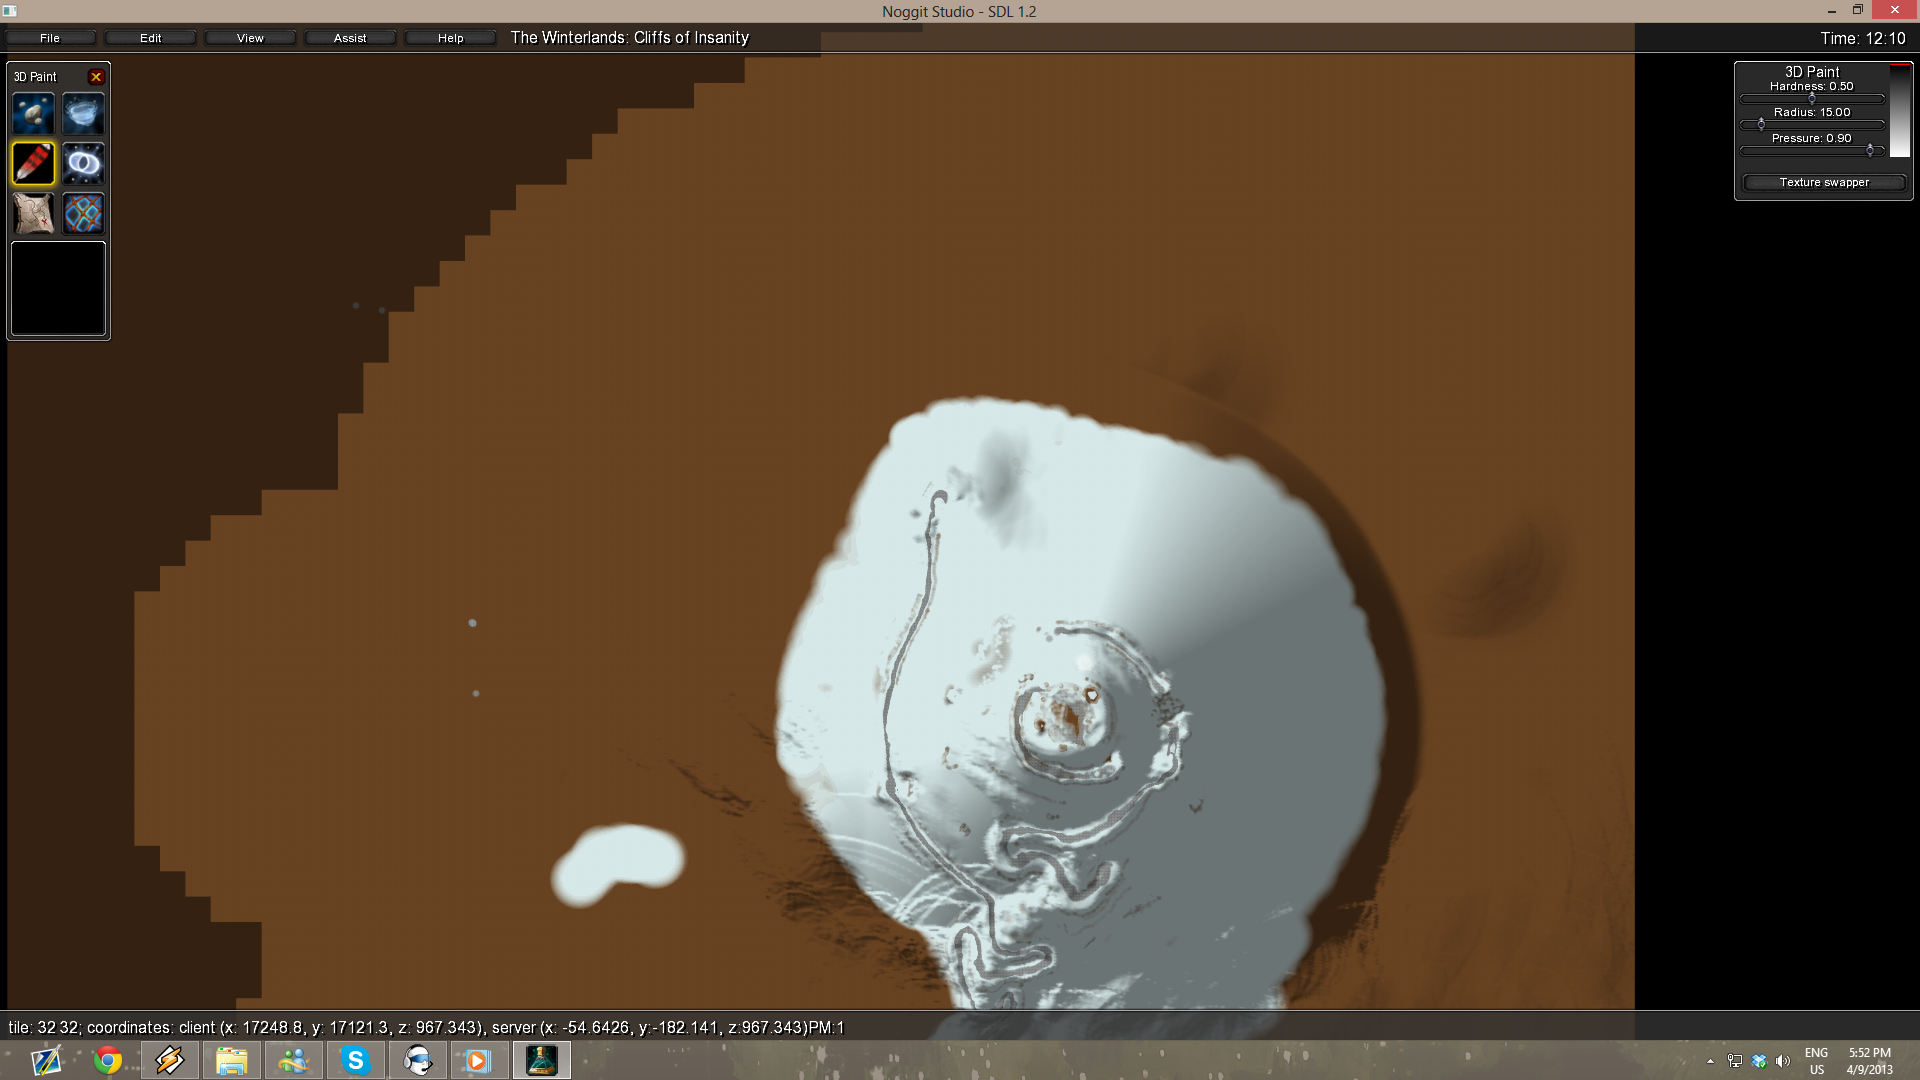 Noggit Studio - SDL 1.2
File Edit View Assist Help The Winterlands: Cliffs of Insanity Time: 12:10
3D Paint
3D Paint
Hardness: 0.50
Radius: 15.00
Pressure: 0.90
Texture swapper
tile: 32 32; coordinates: client (x: 17248.8, y: 17121.3, z: 967.343), server (x: -54.6426, y:-182.141, z:967.343)PM:1
ENG
US
5:52 PM
4/9/2013